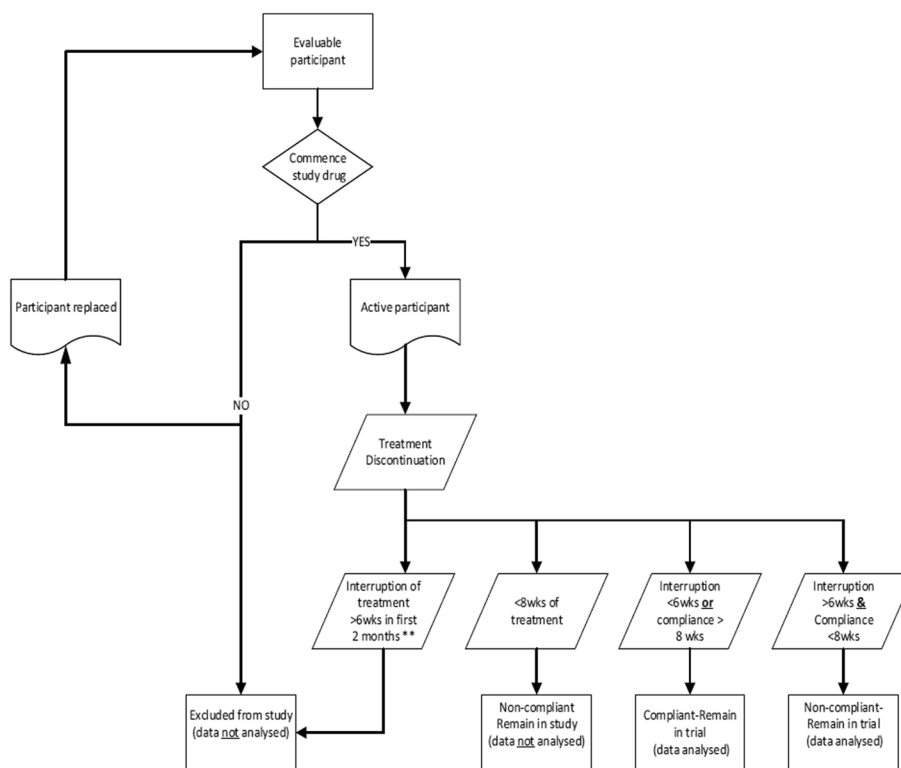 Evaluable
participant
Commence
study drug
YES
Participant replaced
Active participant
NO
Treatment
Discontinuation
Interruption of
treatment
>6wks in first
2 months **
<8wks of
treatment
Interruption
<6wks or
compliance >
8 wks
Interruption
>6wks &
Compliance
<8wks
Excluded from study
(data not analysed)
Non-compliant
Remain in study
(data not analysed)
Compliant-Remain
in trial
(data analysed)
Non-compliant-
Remain in trial
(data analysed)